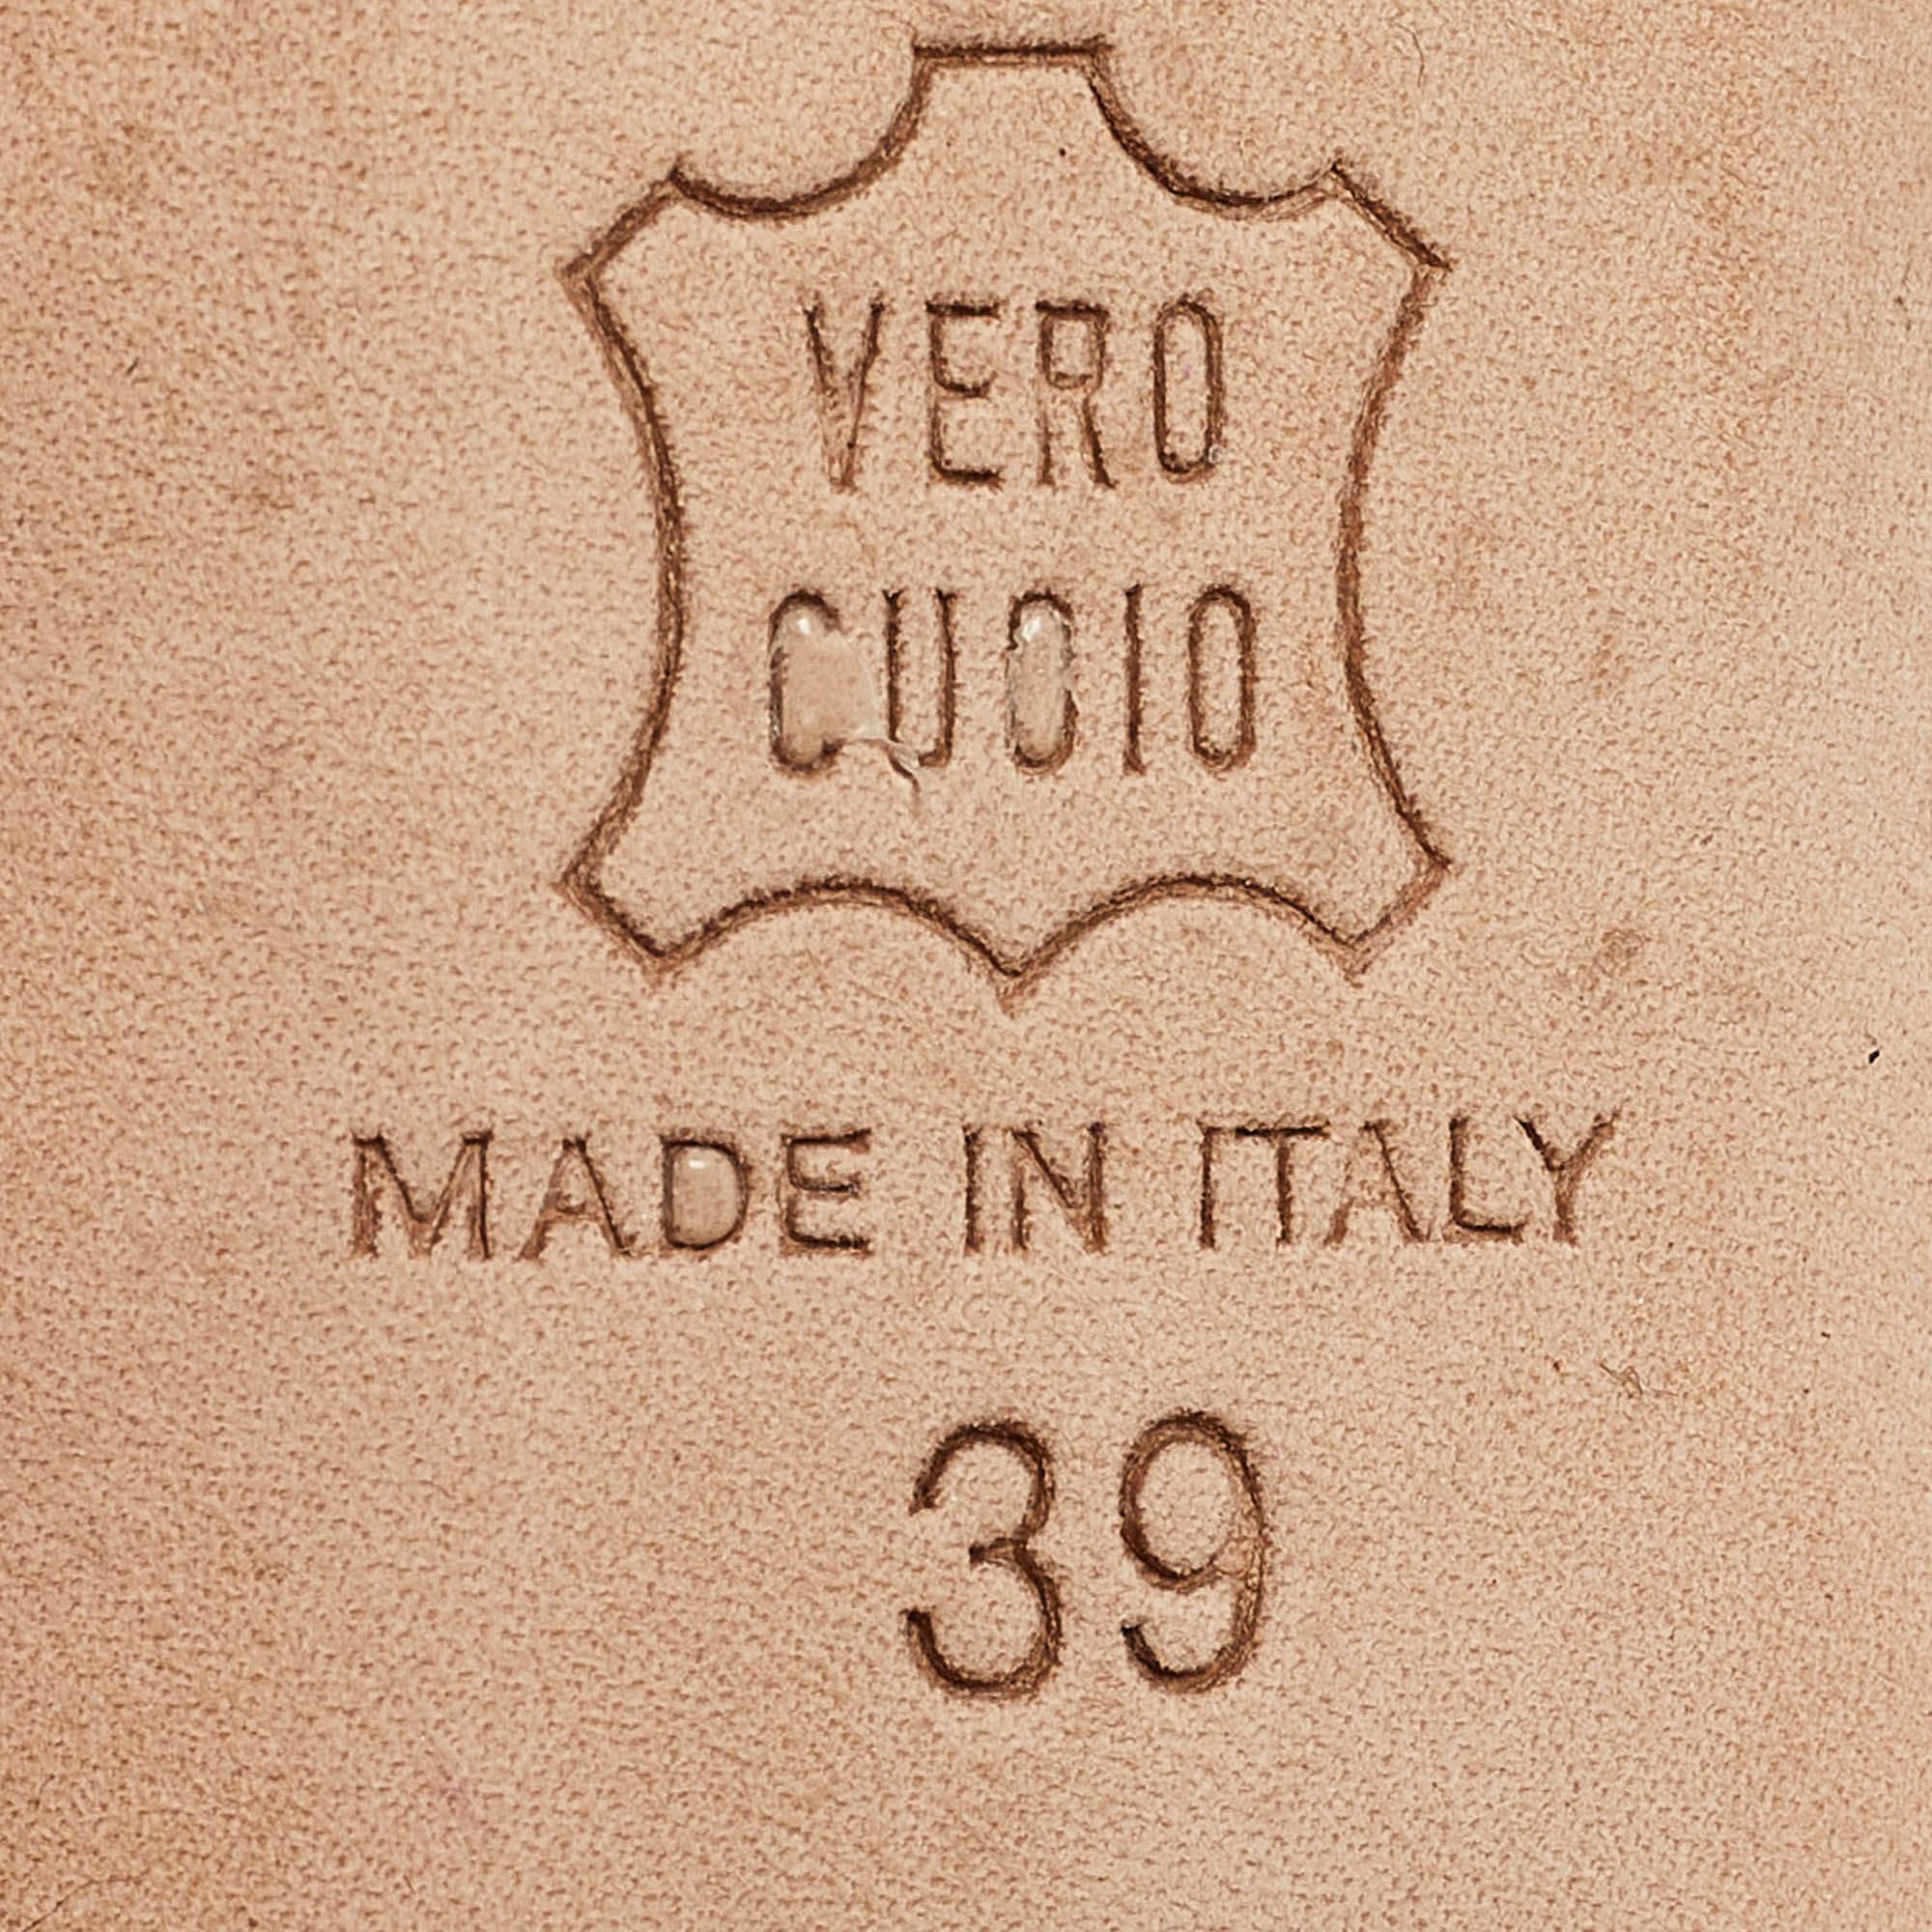 VERO
CUOIO
MADE IN ITALY
39